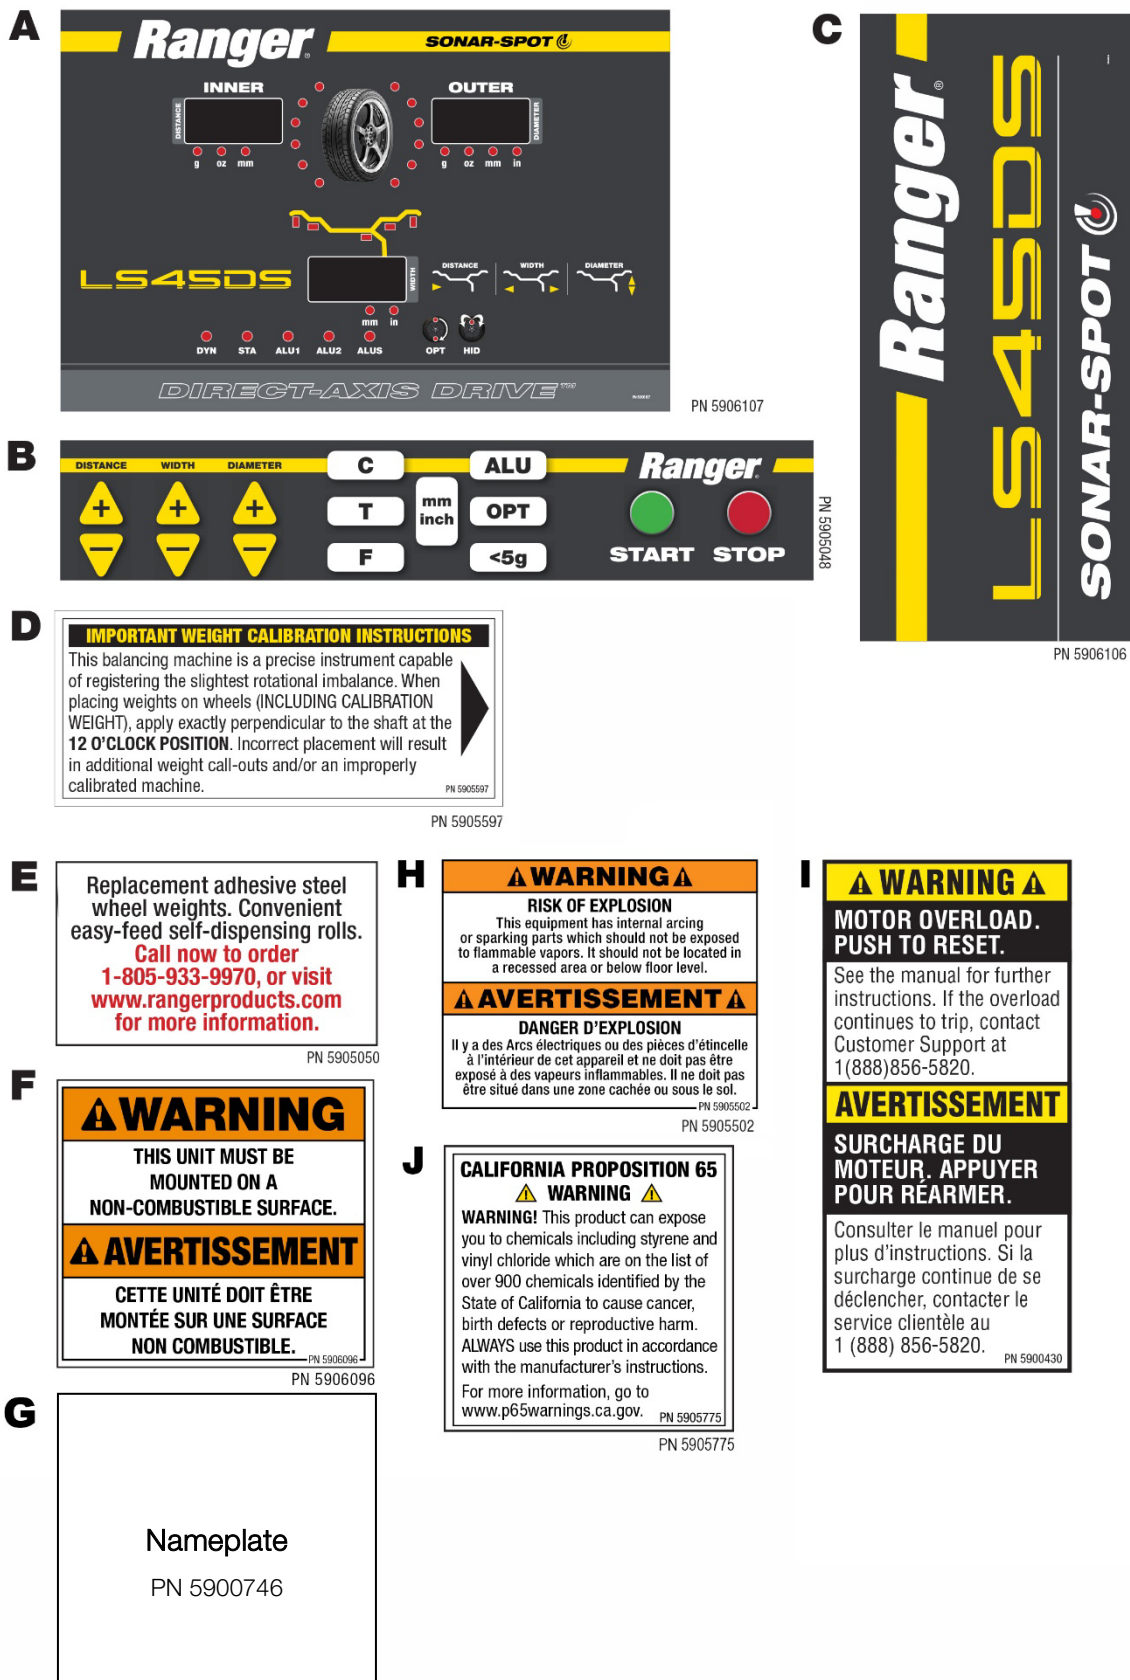 A
Ranger®
SONAR-SPOT
INNER
OUTER
DISTANCE
DIAMETER
g oz mm
g oz mm in
LS45DS
WIDTH
DISTANCE
WIDTH
DIAMETER
mm in
DYN STA ALU1 ALU2 ALUS OPT HID
DIRECT-AXIS DRIVE™
PN 5906107
B
DISTANCE WIDTH DIAMETER
+ + +
− − −
C
T
F
mm
inch
ALU
OPT
<5g
Ranger
START STOP
PN 5905048
C
Ranger®
LS45DS
SONAR-SPOT
PN 5906106
D
IMPORTANT WEIGHT CALIBRATION INSTRUCTIONS
This balancing machine is a precise instrument capable
of registering the slightest rotational imbalance. When
placing weights on wheels (INCLUDING CALIBRATION
WEIGHT), apply exactly perpendicular to the shaft at the
12 O'CLOCK POSITION. Incorrect placement will result
in additional weight call-outs and/or an improperly
calibrated machine.
PN 5905597
PN 5905597
E
Replacement adhesive steel
wheel weights. Convenient
easy-feed self-dispensing rolls.
Call now to order
1-805-933-9970, or visit
www.rangerproducts.com
for more information.
PN 5905050
F
WARNING
THIS UNIT MUST BE
MOUNTED ON A
NON-COMBUSTIBLE SURFACE.
AVERTISSEMENT
CETTE UNITÉ DOIT ÊTRE
MONTÉE SUR UNE SURFACE
NON COMBUSTIBLE.
PN 5906096
PN 5906096
G
Nameplate
PN 5900746
H
WARNING
RISK OF EXPLOSION
This equipment has internal arcing
or sparking parts which should not be exposed
to flammable vapors. It should not be located in
a recessed area or below floor level.
AVERTISSEMENT
DANGER D'EXPLOSION
Il y a des Arcs électriques ou des pièces d'étincelle
à l'intérieur de cet appareil et ne doit pas être
exposé à des vapeurs inflammables. Il ne doit pas
être situé dans une zone cachée ou sous le sol.
PN 5905502
PN 5905502
I
WARNING
MOTOR OVERLOAD.
PUSH TO RESET.
See the manual for further
instructions. If the overload
continues to trip, contact
Customer Support at
1(888)856-5820.
AVERTISSEMENT
SURCHARGE DU
MOTEUR. APPUYER
POUR RÉARMER.
Consulter le manuel pour
plus d'instructions. Si la
surcharge continue de se
déclencher, contacter le
service clientèle au
1 (888) 856-5820.
PN 5900430
J
CALIFORNIA PROPOSITION 65
WARNING
WARNING! This product can expose
you to chemicals including styrene and
vinyl chloride which are on the list of
over 900 chemicals identified by the
State of California to cause cancer,
birth defects or reproductive harm.
ALWAYS use this product in accordance
with the manufacturer's instructions.
For more information, go to
www.p65warnings.ca.gov.
PN 5905775
PN 5905775